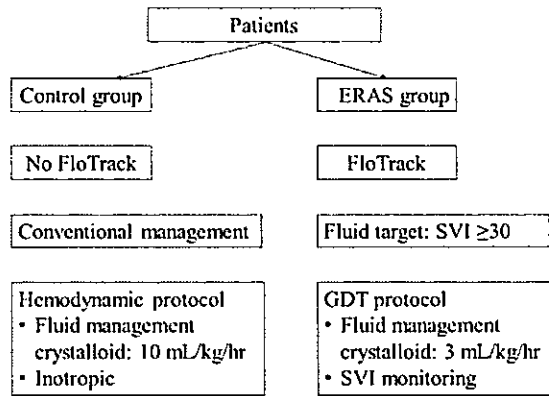 Patients
Control group
ERAS group
No FloTrack
FloTrack
Conventional management
Fluid target: SVI ≥30
Hemodynamic protocol
• Fluid management
crystalloid: 10 mL/kg/hr
• Inotropic
GDT protocol
• Fluid management
crystalloid: 3 mL/kg/hr
• SVI monitoring